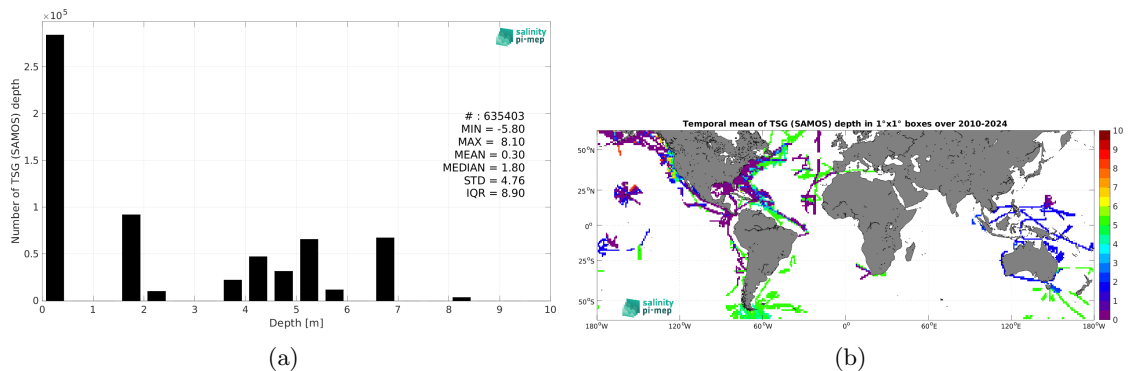 ×10⁵
Number of TSG (SAMOS) depth
2.5
2
1.5
1
0.5
0
0 1 2 3 4 5 6 7 8 9 10
Depth [m]
salinity
pi-mep
# : 635403
MIN = -5.80
MAX = 8.10
MEAN = 0.30
MEDIAN = 1.80
STD = 4.76
IQR = 8.90
(a)
Temporal mean of TSG (SAMOS) depth in 1°x1° boxes over 2010-2024
50°N
25°N
0°
25°S
50°S
180°W 120°W 60°W 0° 60°E 120°E 180°E
salinity
pi-mep
10
9
8
7
6
5
4
3
2
1
0
(b)